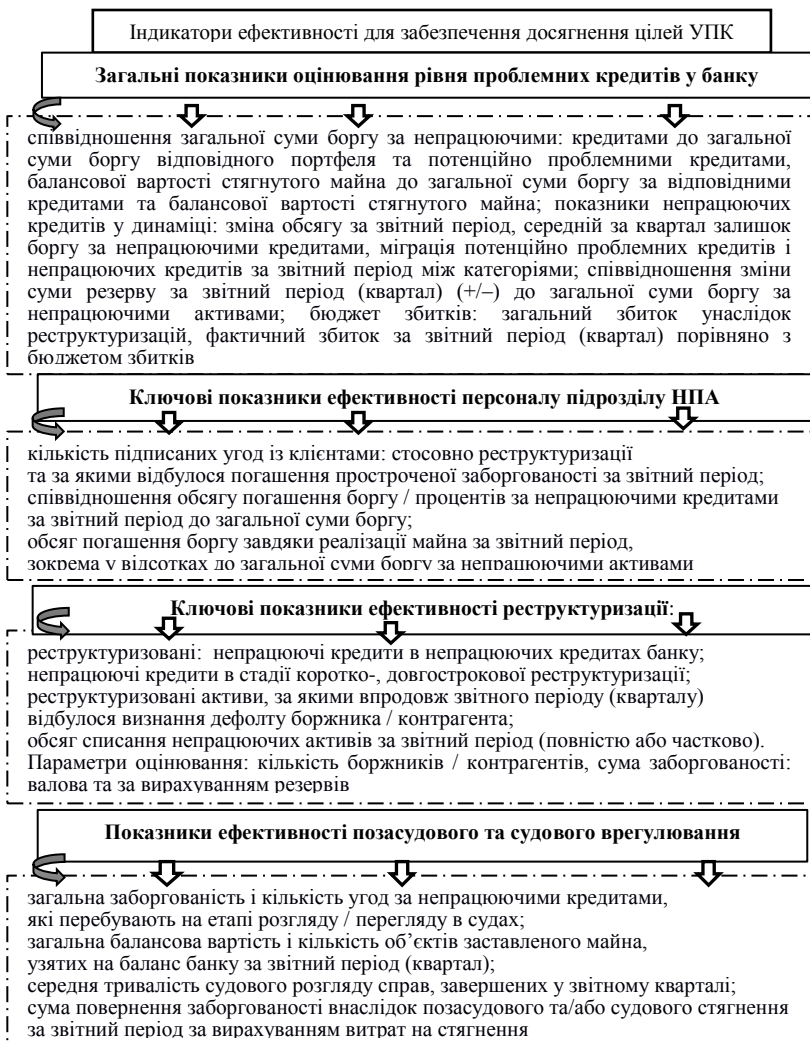 Індикатори ефективності для забезпечення досягнення цілей УПК
Загальні показники оцінювання рівня проблемних кредитів у банку
співвідношення загальної суми боргу за непрацюючими: кредитами до загальної
суми боргу відповідного портфеля та потенційно проблемними кредитами,
балансової вартості стягнутого майна до загальної суми боргу за відповідними
кредитами та балансової вартості стягнутого майна; показники непрацюючих
кредитів у динаміці: зміна обсягу за звітний період, середній за квартал залишок
боргу за непрацюючими кредитами, міграція потенційно проблемних кредитів і
непрацюючих кредитів за звітний період між категоріями; співвідношення зміни
суми резерву за звітний період (квартал) (+/–) до загальної суми боргу за
непрацюючими активами; бюджет збитків: загальний збиток унаслідок
реструктуризацій, фактичний збиток за звітний період (квартал) порівняно з
бюджетом збитків
Ключові показники ефективності персоналу підрозділу НПА
кількість підписаних угод із клієнтами: стосовно реструктуризації
та за якими відбулося погашення простроченої заборгованості за звітний період;
співвідношення обсягу погашення боргу / процентів за непрацюючими кредитами
за звітний період до загальної суми боргу;
обсяг погашення боргу завдяки реалізації майна за звітний період,
зокрема у відсотках до загальної суми боргу за непрацюючими активами
Ключові показники ефективності реструктуризації:
реструктуризовані: непрацюючі кредити в непрацюючих кредитах банку;
непрацюючі кредити в стадії коротко-, довгострокової реструктуризації;
реструктуризовані активи, за якими впродовж звітного періоду (кварталу)
відбулося визнання дефолту боржника / контрагента;
обсяг списання непрацюючих активів за звітний період (повністю або частково).
Параметри оцінювання: кількість боржників / контрагентів, сума заборгованості:
валова та за вирахуванням резервів
Показники ефективності позасудового та судового врегулювання
загальна заборгованість і кількість угод за непрацюючими кредитами,
які перебувають на етапі розгляду / перегляду в судах;
загальна балансова вартість і кількість об’єктів заставленого майна,
узятих на баланс банку за звітний період (квартал);
середня тривалість судового розгляду справ, завершених у звітному кварталі;
сума повернення заборгованості внаслідок позасудового та/або судового стягнення
за звітний період за вирахуванням витрат на стягнення